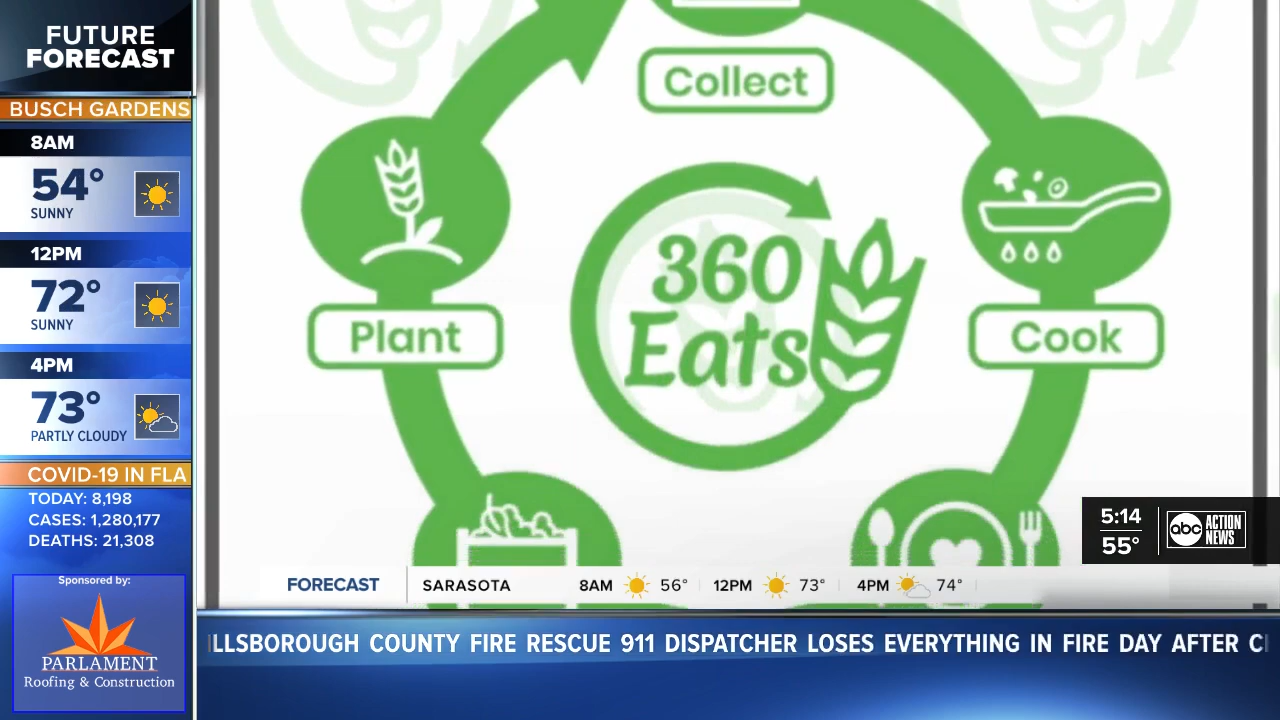 FUTURE
FORECAST
BUSCH GARDENS
8AM
54°
SUNNY
12PM
72°
SUNNY
4PM
73°
PARTLY CLOUDY
COVID-19 IN FLA
TODAY: 8,198
CASES: 1,280,177
DEATHS: 21,308
Sponsored by:
PARLAMENT
Roofing & Construction
Collect
Plant
360
Eats
Cook
5:14
55°
abc ACTION
NEWS
FORECAST SARASOTA 8AM 56° 12PM 73° 4PM 74°
ILLSBOROUGH COUNTY FIRE RESCUE 911 DISPATCHER LOSES EVERYTHING IN FIRE DAY AFTER